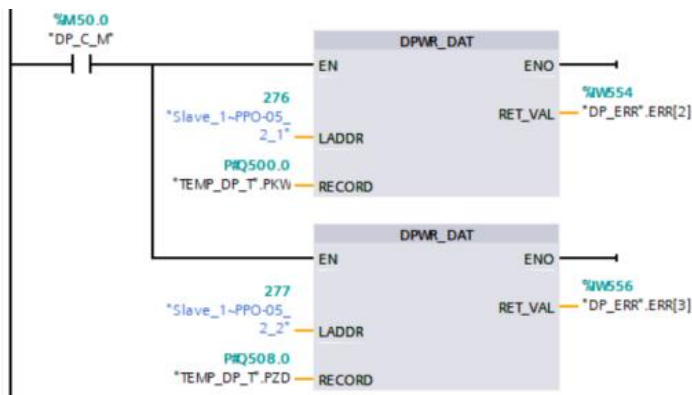 %M50.0
"DP_C_M"
DPWR_DAT
EN
ENO
276
"Slave_1~PPO-05_
2_1"
LADDR
RET_VAL
%IW554
"DP_ERR".ERR[2]
P#Q500.0
"TEMP_DP_T".PKW
RECORD
DPWR_DAT
EN
ENO
277
"Slave_1~PPO-05_
2_2"
LADDR
RET_VAL
%IW556
"DP_ERR".ERR[3]
P#Q508.0
"TEMP_DP_T".PZD
RECORD